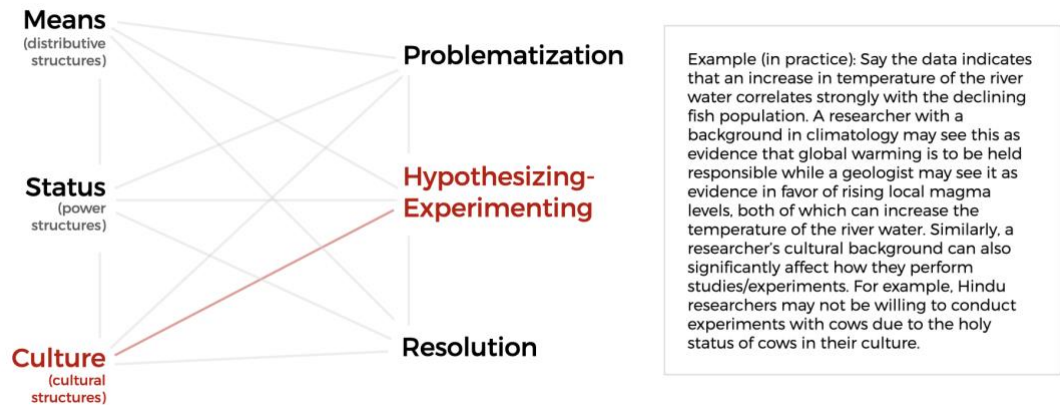 Means
(distributive
structures)
Status
(power
structures)
Culture
(cultural
structures)
Problematization
Hypothesizing-
Experimenting
Resolution
Example (in practice): Say the data indicates
that an increase in temperature of the river
water correlates strongly with the declining
fish population. A researcher with a
background in climatology may see this as
evidence that global warming is to be held
responsible while a geologist may see it as
evidence in favor of rising local magma
levels, both of which can increase the
temperature of the river water. Similarly, a
researcher's cultural background can also
significantly affect how they perform
studies/experiments. For example, Hindu
researchers may not be willing to conduct
experiments with cows due to the holy
status of cows in their culture.